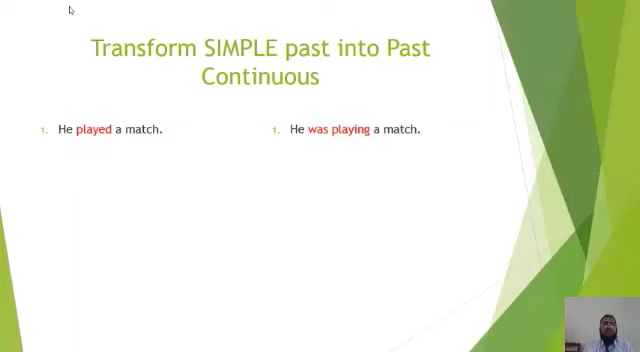 Transform SIMPLE past into Past
Continuous
1. He played a match.
1. He was playing a match.